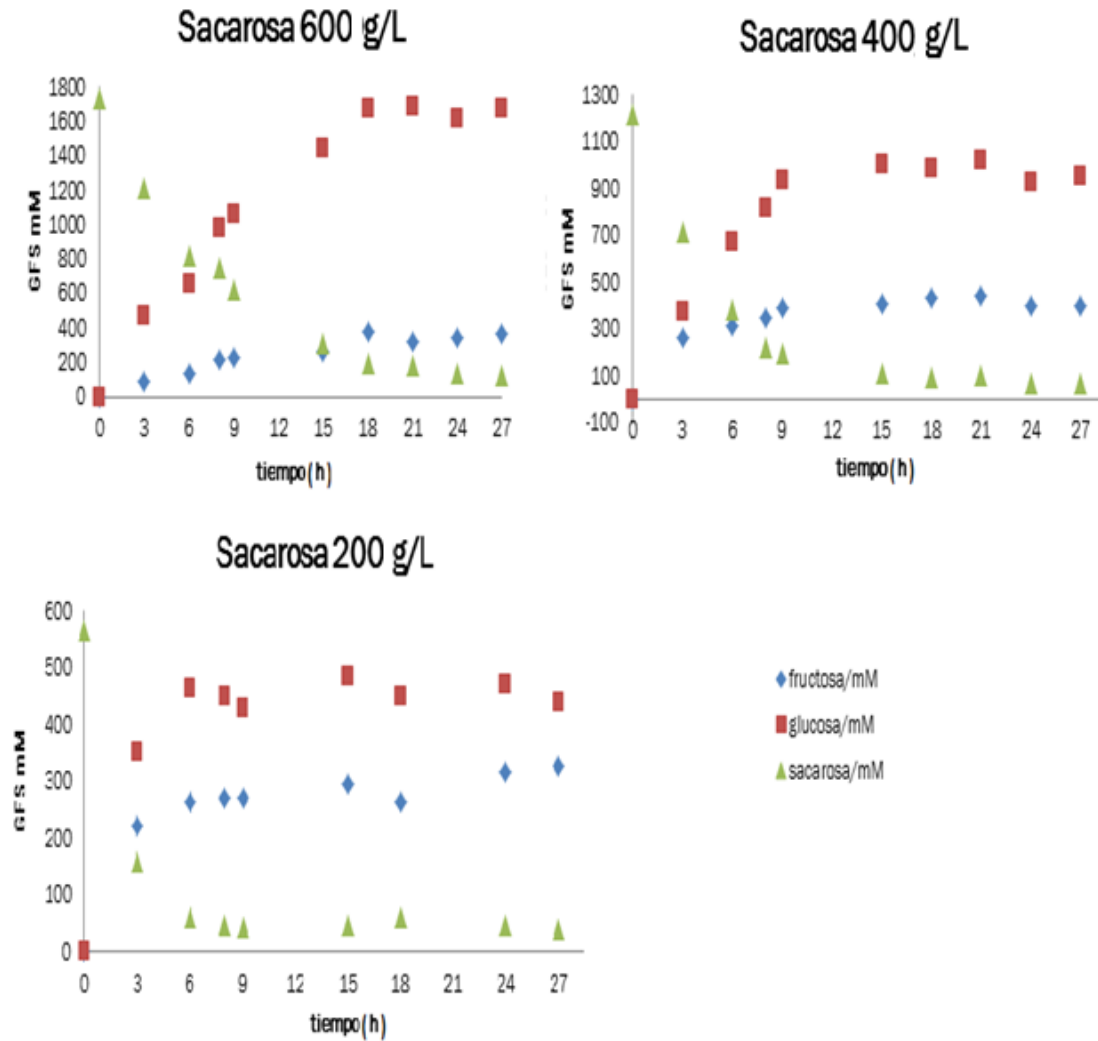 Sacarosa 600 g/L
1800
1600
1400
1200
1000
800
600
400
200
0
GFS mM
0 3 6 9 12 15 18 21 24 27
tiempo(h)
Sacarosa 400 g/L
1300
1100
900
700
500
300
100
-100
GFS mM
0 3 6 9 12 15 18 21 24 27
tiempo(h)
Sacarosa 200 g/L
600
500
400
300
200
100
0
GFS mM
0 3 6 9 12 15 18 21 24 27
tiempo(h)
fructosa/mM
glucosa/mM
sacarosa/mM